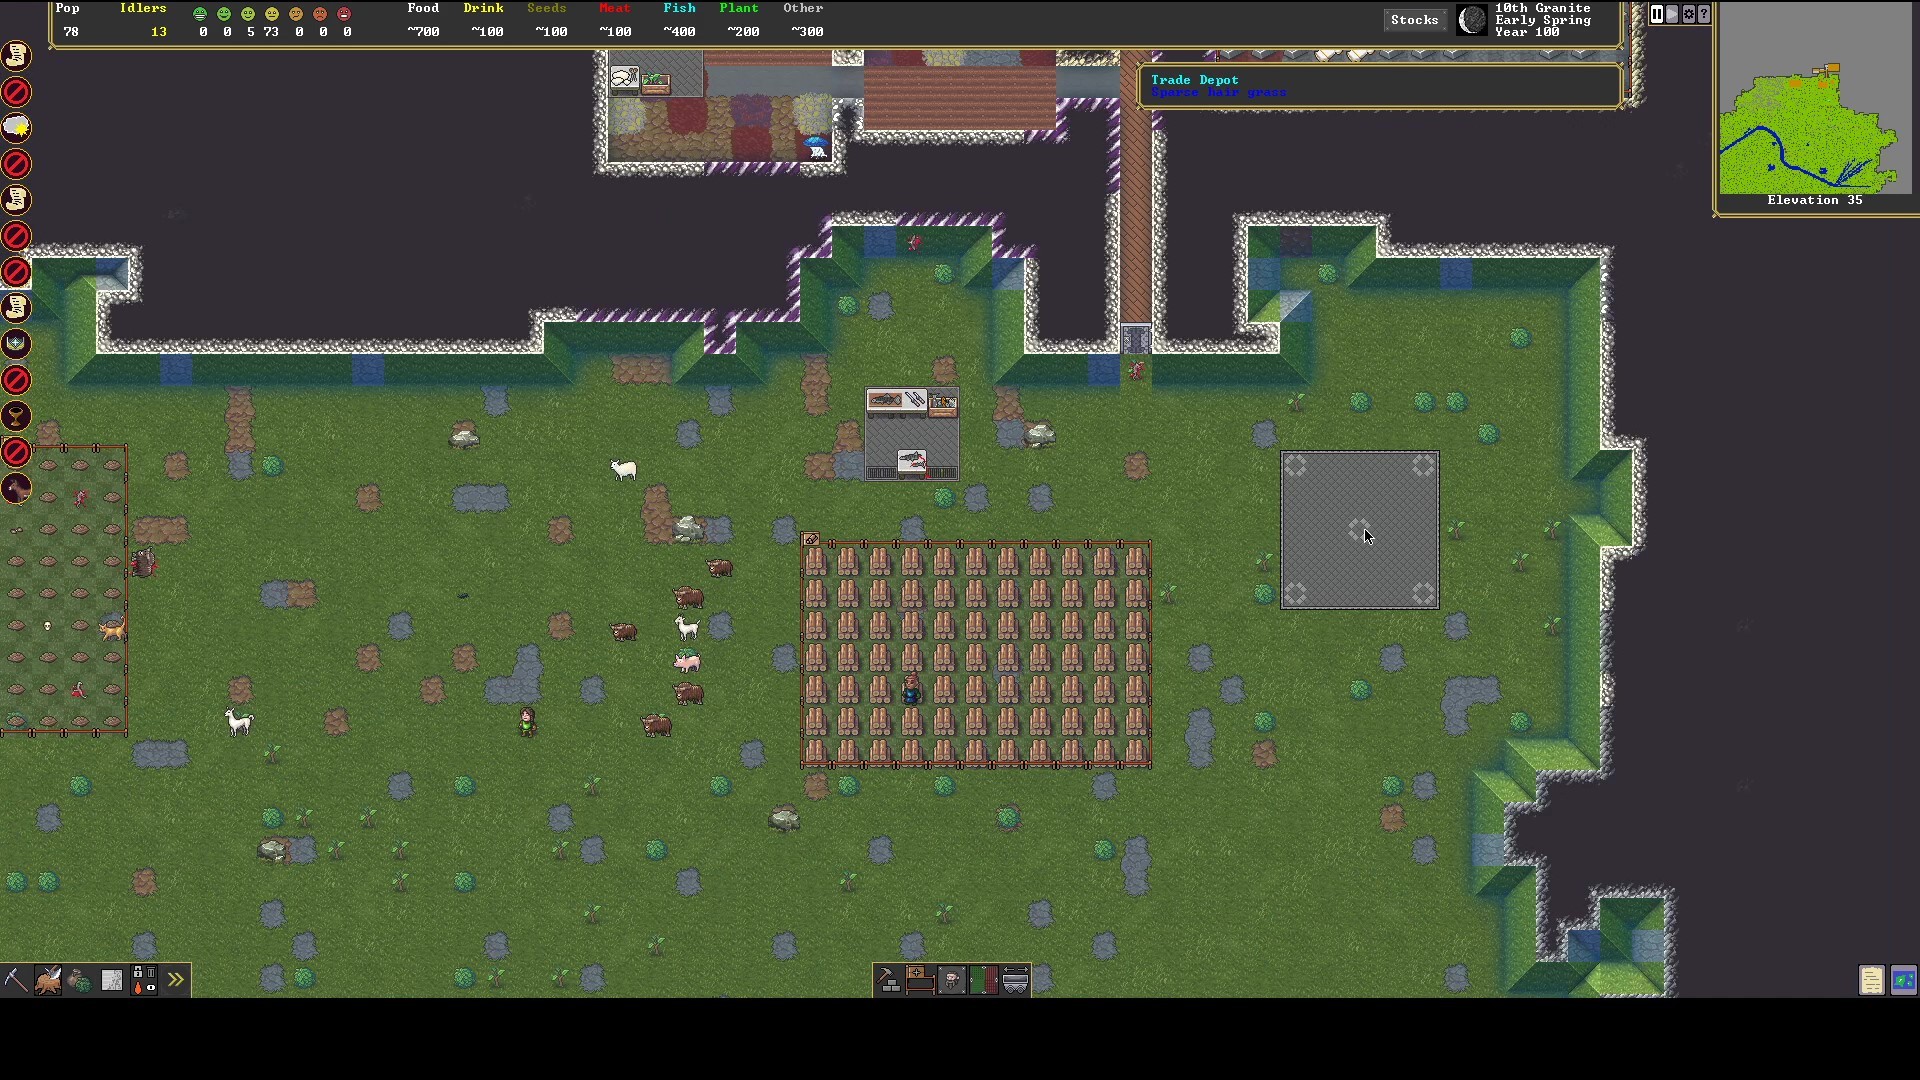 Pop Idlers Food Drink Seeds Meat Fish Plant Other
78 13 0 0 5 73 0 0 0 ~700 ~100 ~100 ~100 ~400 ~200 ~300
Stocks
10th Granite
Early Spring
Year 100
?
Trade Depot
Sparse hair grass
Elevation 35